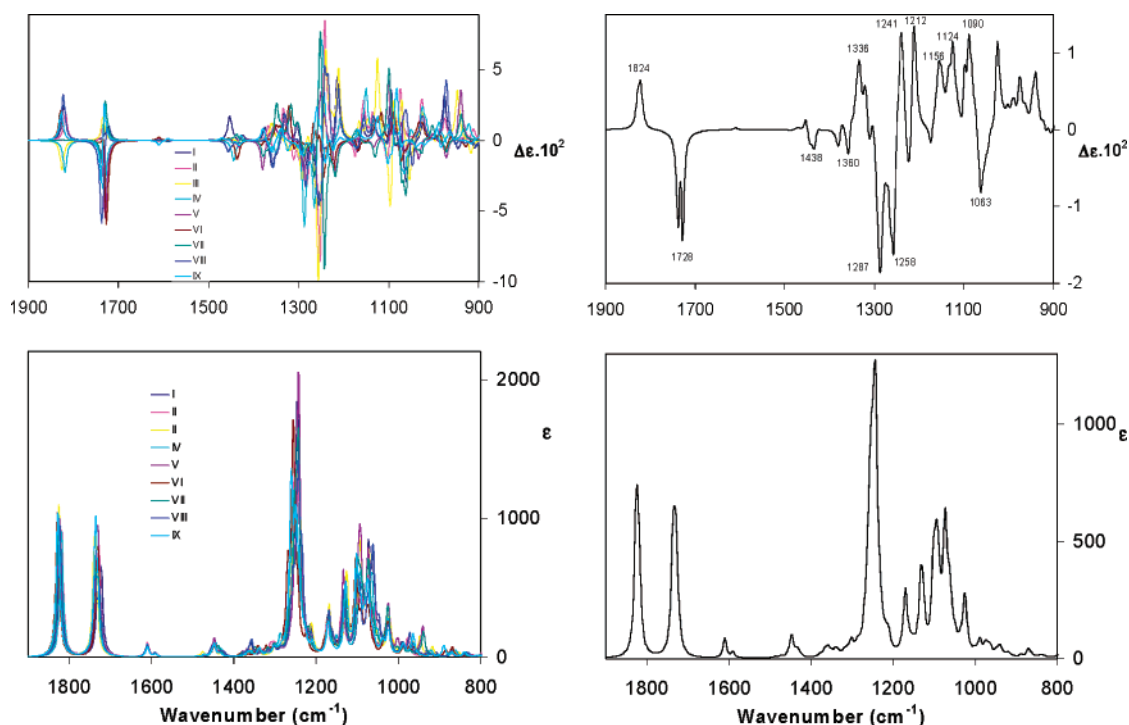 5
0
-5
-10
Δε.10²
I
II
III
IV
V
VI
VII
VIII
IX
1900 1700 1500 1300 1100 900
1824
1728
1438
1360
1336
1287
1258
1241
1212
1156
1124
1090
1063
1
0
-1
-2
Δε.10²
1900 1700 1500 1300 1100 900
2000
1000
0
ε
I
II
II
IV
V
VI
VII
VIII
IX
1800 1600 1400 1200 1000 800
Wavenumber (cm⁻¹)
1000
500
0
ε
1800 1600 1400 1200 1000 800
Wavenumber (cm⁻¹)